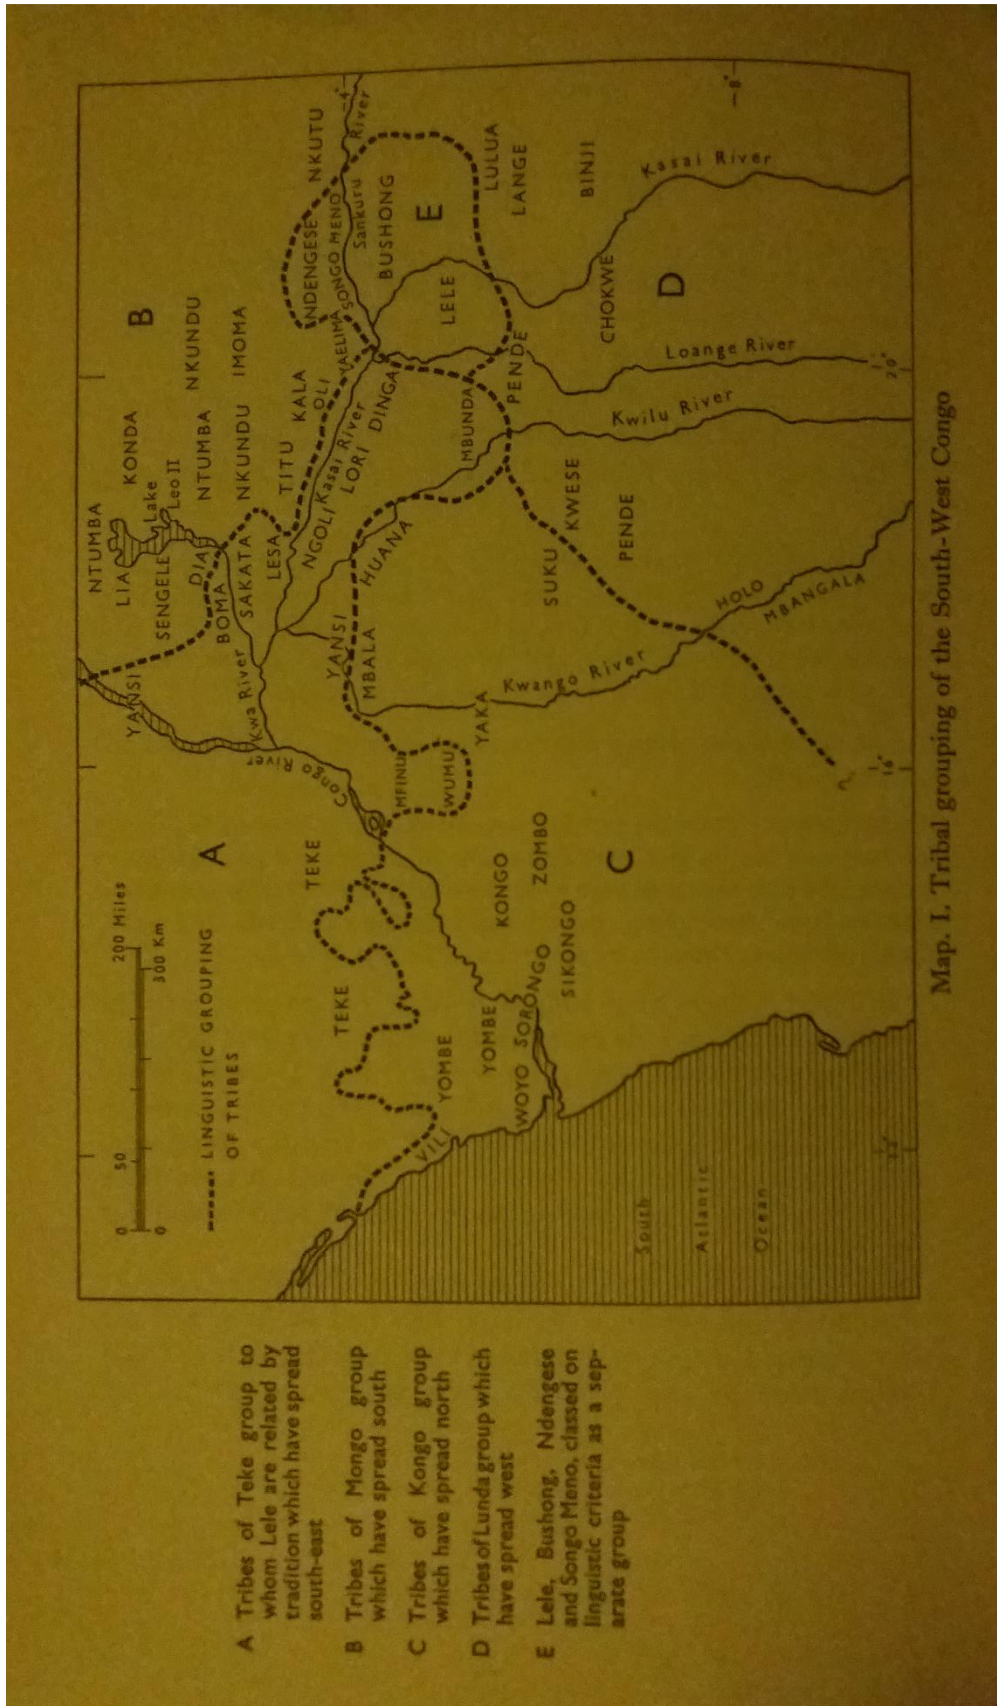 A Tribes of Teke group to
whom Lele are related by
tradition which have spread
south-east
B Tribes of Mongo group
which have spread south
C Tribes of Kongo group
which have spread north
D Tribes of Lunda group which
have spread west
E Lele, Bushong, Ndengese
and Songo Meno, classed on
linguistic criteria as a sep-
arate group
0 50 200 Miles
0 300 Km
LINGUISTIC GROUPING
OF TRIBES
A
B
C
D
E
NTUMBA
LIA
KONDA
Lake
Leo II
SENGELE
DIA
NTUMBA
NKUNDU
BOMA
SAKATA
NKUNDU
IMOMA
YANSI
Kwa River
LESA
TITU
KALA
OLI
YAELIMA
NDENGESE
NKUTU
SONGO MENO
Sankuru
River
4°
Congo River
NGOLI
Kasai River
LORI
DINGA
BUSHONG
TEKE
TEKE
YANSI
MBALA
HUANA
MFINU
WUMU
MBUNDA
LELE
YAKA
LULUA
LANGE
BINJI
PENDE
VILI
YOMBE
YOMBE
WOYO
SORONGO
KONGO
ZOMBO
SIKONGO
Kwango River
SUKU
KWESE
PENDE
CHOKWE
Kasai River
Kwilu River
Loange River
HOLO
MBANGALA
South
Atlantic
Ocean
16°
20°
8°
Map. I. Tribal grouping of the South-West Congo